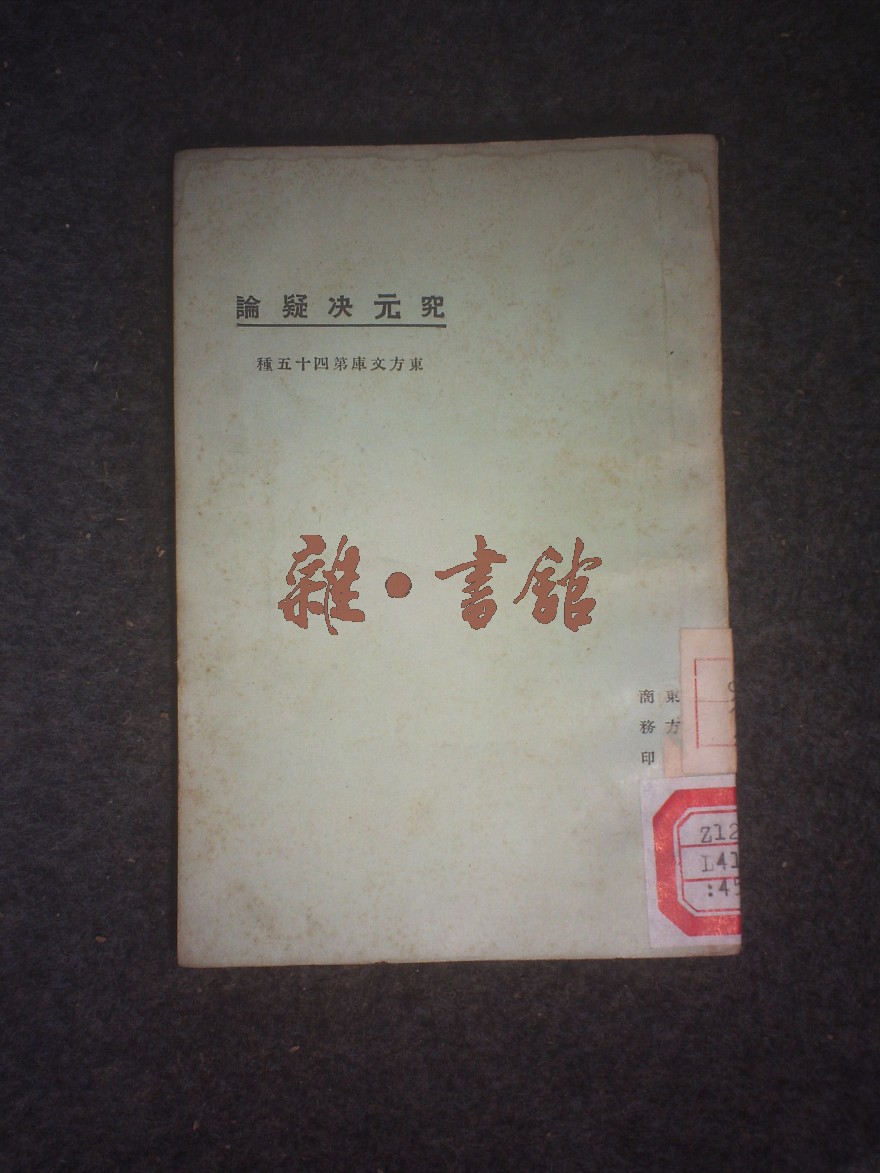 究元決疑論
東方文庫第四十五種
雜·書館
東方
商務印
Z12
L41
:45